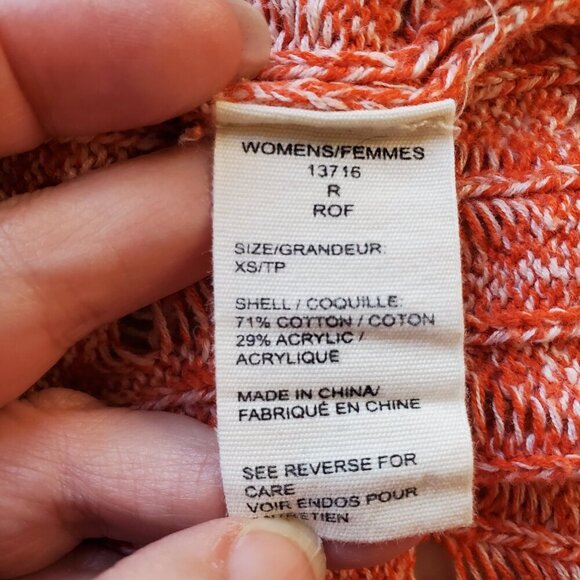 WOMENS/FEMMES
13716
R
ROF
SIZE/GRANDEUR:
XS/TP
SHELL / COQUILLE:
71% COTTON / COTON
29% ACRYLIC /
ACRYLIQUE
MADE IN CHINA/
FABRIQUÉ EN CHINE
SEE REVERSE FOR
CARE
VOIR ENDOS POUR